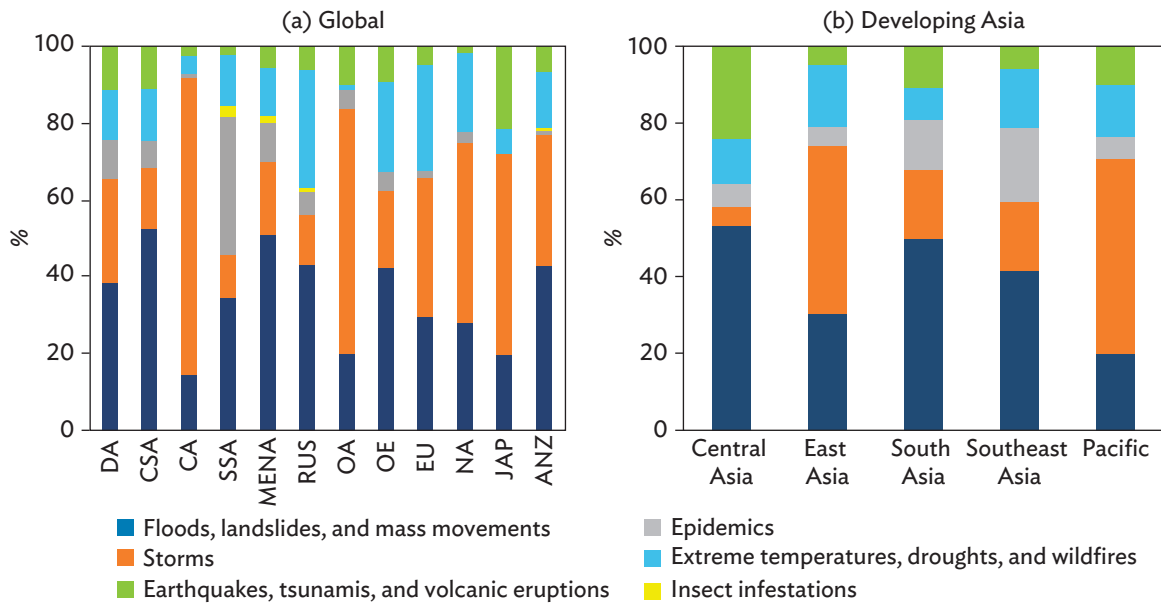 (a) Global
100
80
60
40
20
0
%
DA
CSA
CA
SSA
MENA
RUS
OA
OE
EU
NA
JAP
ANZ
(b) Developing Asia
100
80
60
40
20
0
%
Central Asia
East Asia
South Asia
Southeast Asia
Pacific
Floods, landslides, and mass movements
Storms
Earthquakes, tsunamis, and volcanic eruptions
Epidemics
Extreme temperatures, droughts, and wildfires
Insect infestations